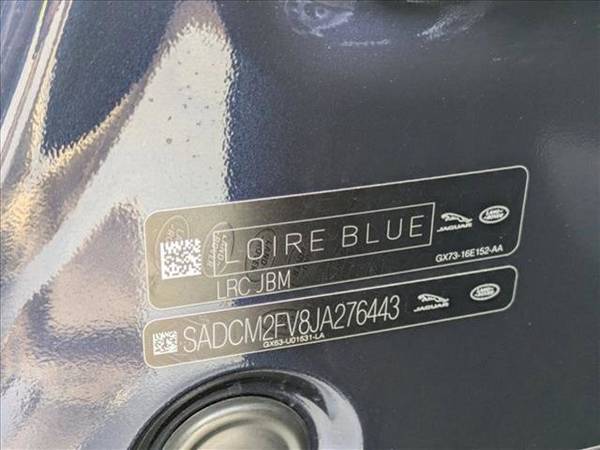 LOIRE BLUE
JAGUAR
LAND ROVER
LRC JBM
GX73-16E152-AA
SADCM2FV8JA276443
JAGUAR
LAND ROVER
GX63-U01531-LA